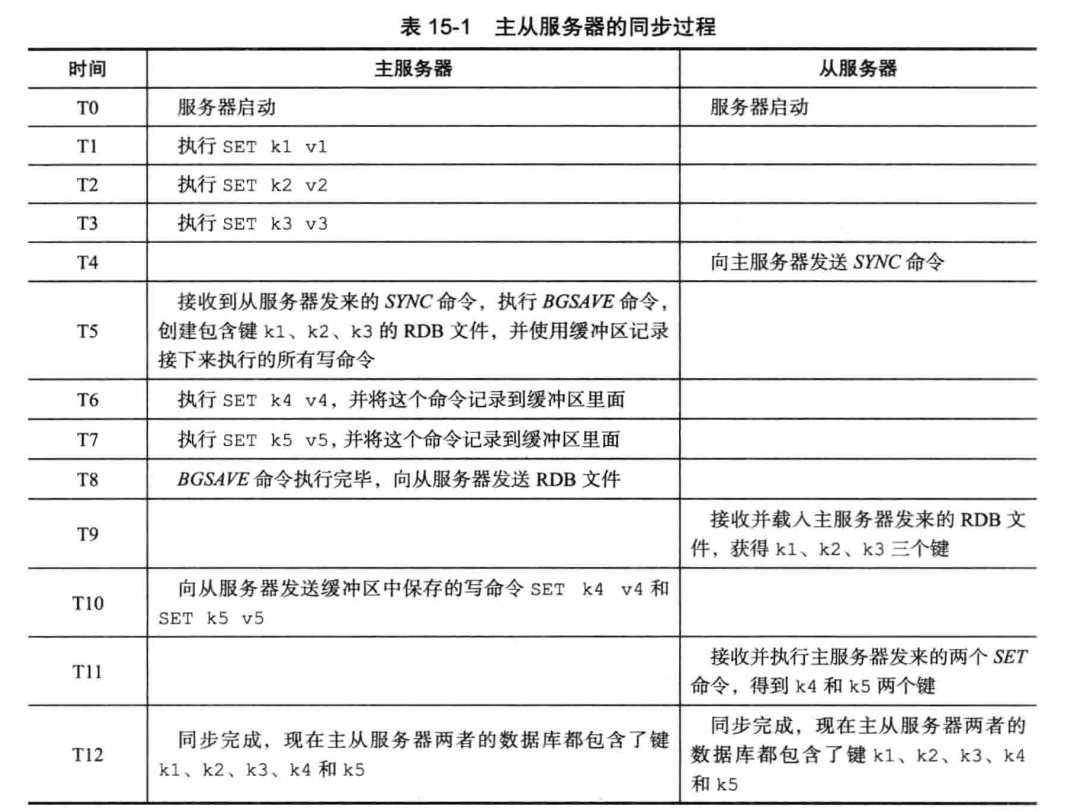 表 15-1 主从服务器的同步过程
时间 主服务器 从服务器
T0 服务器启动 服务器启动
T1 执行 SET k1 v1
T2 执行 SET k2 v2
T3 执行 SET k3 v3
T4 向主服务器发送 SYNC 命令
接收到从服务器发来的 SYNC 命令，执行 BGSAVE 命令，
T5 创建包含键 k1、k2、k3 的 RDB 文件，并使用缓冲区记录
接下来执行的所有写命令
T6 执行 SET k4 v4，并将这个命令记录到缓冲区里面
T7 执行 SET k5 v5，并将这个命令记录到缓冲区里面
T8 BGSAVE 命令执行完毕，向从服务器发送 RDB 文件
T9 接收并载入主服务器发来的 RDB 文
件，获得 k1、k2、k3 三个键
T10 向从服务器发送缓冲区中保存的写命令 SET k4 v4 和
SET k5 v5
T11 接收并执行主服务器发来的两个 SET
命令，得到 k4 和 k5 两个键
T12 同步完成，现在主从服务器两者的数据库都包含了键
k1、k2、k3、k4 和 k5
同步完成，现在主从服务器两者的
数据库都包含了键 k1、k2、k3、k4
和 k5